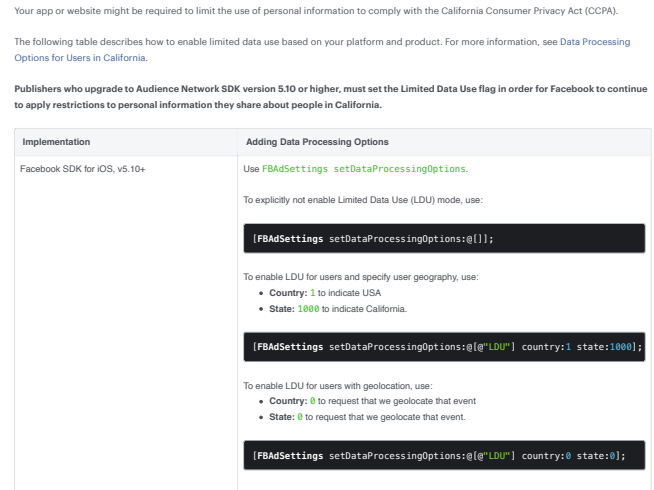 Your app or website might be required to limit the use of personal information to comply with the California Consumer Privacy Act (CCPA).
The following table describes how to enable limited data use based on your platform and product. For more information, see Data Processing
Options for Users in California.
Publishers who upgrade to Audience Network SDK version 5.10 or higher, must set the Limited Data Use flag in order for Facebook to continue
to apply restrictions to personal information they share about people in California.
Implementation
Adding Data Processing Options
Facebook SDK for iOS, v5.10+
Use FBAdSettings setDataProcessingOptions.
To explicitly not enable Limited Data Use (LDU) mode, use:
[FBAdSettings setDataProcessingOptions:@[]];
To enable LDU for users and specify user geography, use:
• Country: 1 to indicate USA
• State: 1000 to indicate California.
[FBAdSettings setDataProcessingOptions:@[@"LDU"] country:1 state:1000];
To enable LDU for users with geolocation, use:
• Country: 0 to request that we geolocate that event
• State: 0 to request that we geolocate that event.
[FBAdSettings setDataProcessingOptions:@[@"LDU"] country:0 state:0];